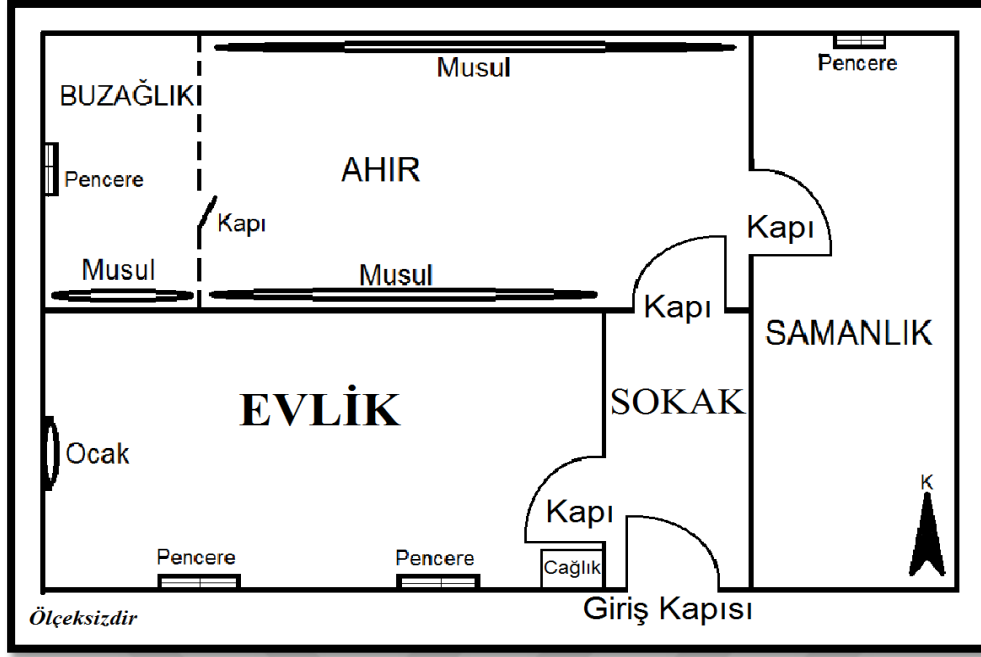 Musul
Pencere
BUZAĞLIK
AHIR
Pencere
Kapı
Kapı
Musul
Musul
Kapı
SAMANLIK
EVLİK
SOKAK
Ocak
K
Kapı
Pencere
Pencere
Cağlık
Giriş Kapısı
Ölçeksizdir